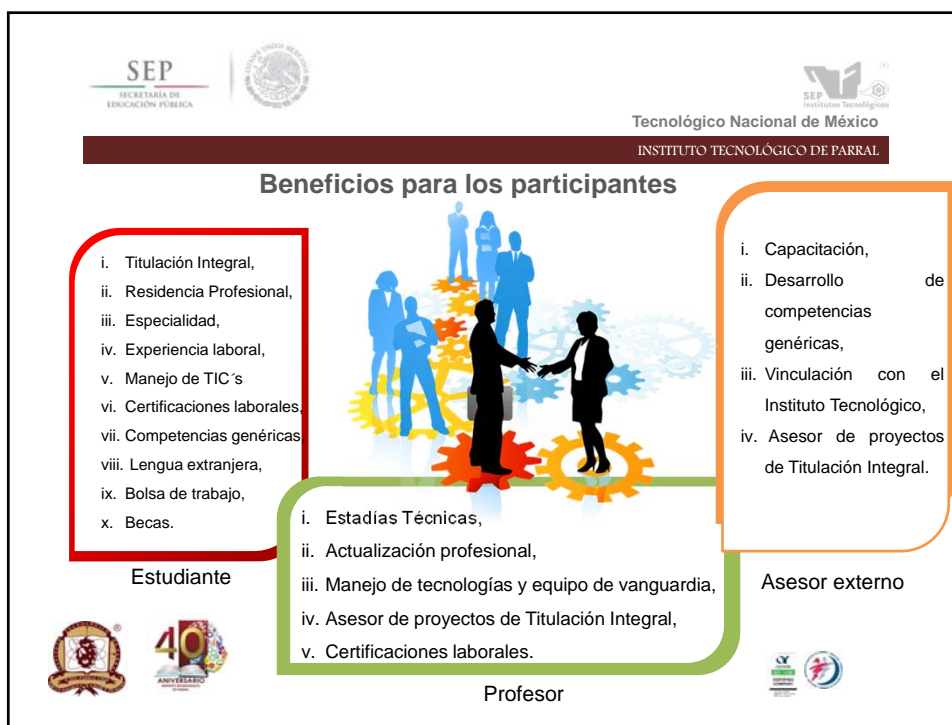 SEP
SECRETARÍA DE
EDUCACIÓN PÚBLICA
SEP
Institutos Tecnológicos
Tecnológico Nacional de México
INSTITUTO TECNOLÓGICO DE PARRAL
Beneficios para los participantes
i. Titulación Integral,
ii. Residencia Profesional,
iii. Especialidad,
iv. Experiencia laboral,
v. Manejo de TIC´s
vi. Certificaciones laborales,
vii. Competencias genéricas,
viii. Lengua extranjera,
ix. Bolsa de trabajo,
x. Becas.
Estudiante
i. Estadías Técnicas,
ii. Actualización profesional,
iii. Manejo de tecnologías y equipo de vanguardia,
iv. Asesor de proyectos de Titulación Integral,
v. Certificaciones laborales.
Profesor
i. Capacitación,
ii. Desarrollo de
competencias
genéricas,
iii. Vinculación con el
Instituto Tecnológico,
iv. Asesor de proyectos
de Titulación Integral.
Asesor externo
40
ANIVERSARIO